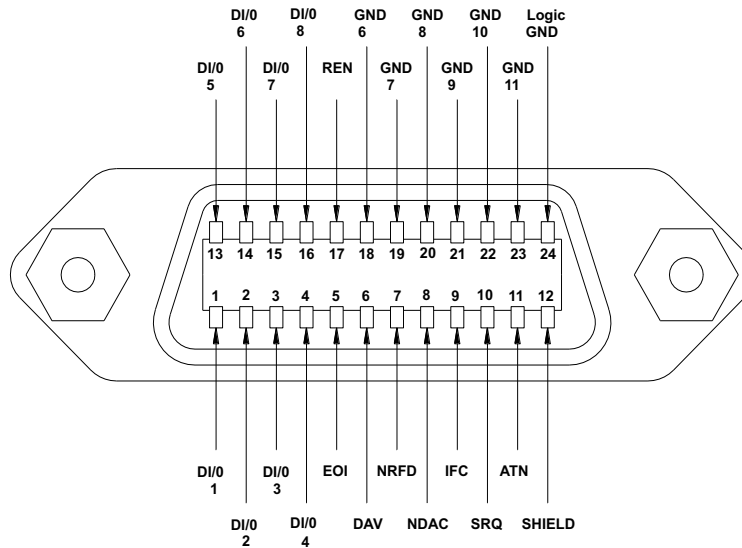 DI/0 DI/0 GND GND GND Logic
6 8 6 8 10 GND
DI/0 DI/0 REN GND GND GND
5 7 7 9 11
13 14 15 16 17 18 19 20 21 22 23 24
1 2 3 4 5 6 7 8 9 10 11 12
DI/0 DI/0 EOI NRFD IFC ATN
1 3
DI/0 DI/0 DAV NDAC SRQ SHIELD
2 4